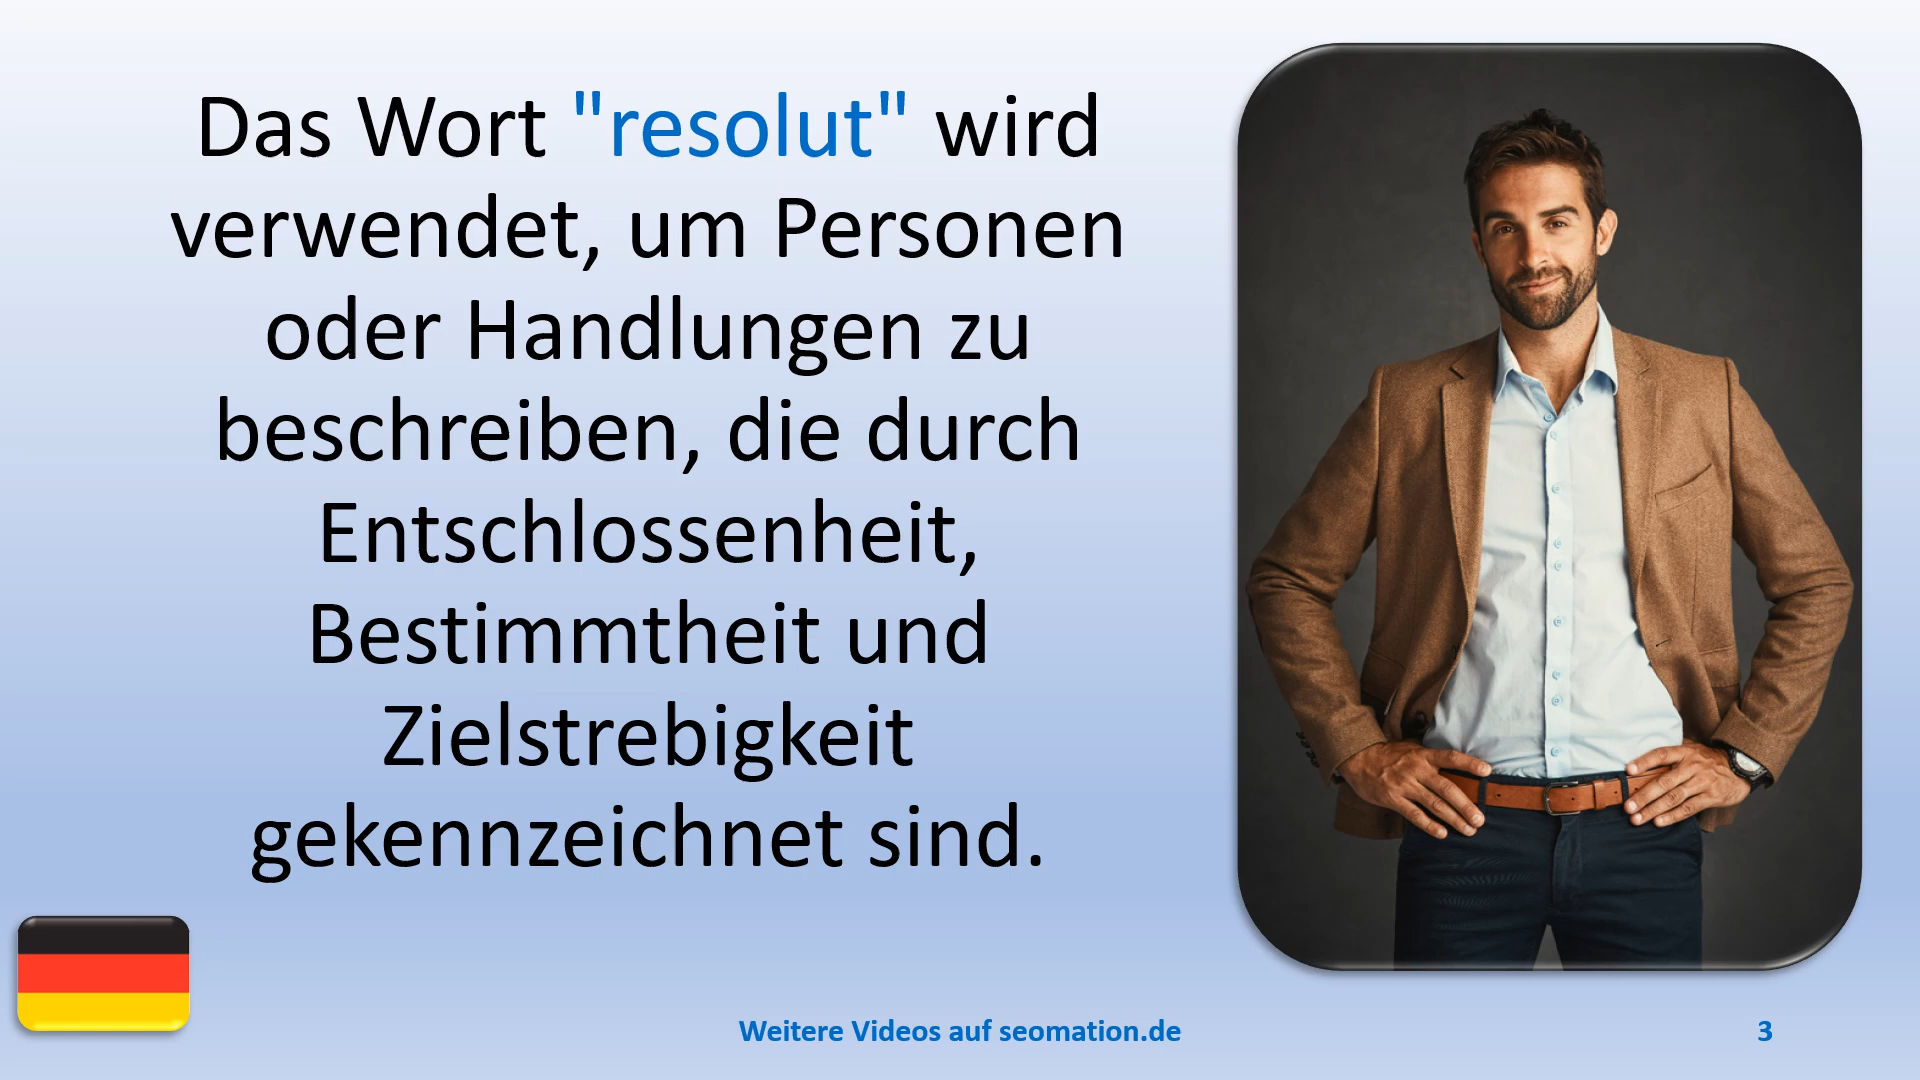 Das Wort "resolut" wird
verwendet, um Personen
oder Handlungen zu
beschreiben, die durch
Entschlossenheit,
Bestimmtheit und
Zielstrebigkeit
gekennzeichnet sind.
Weitere Videos auf seomation.de
3